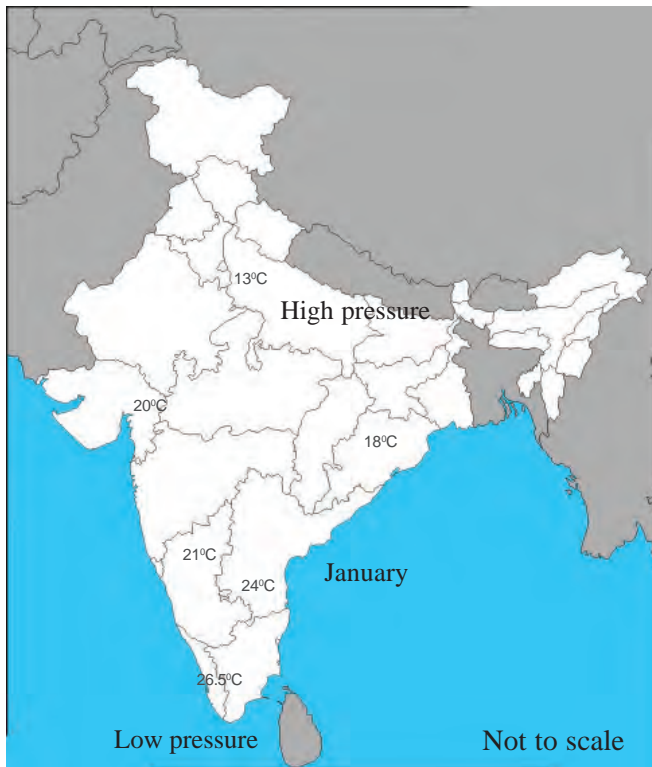 13⁰C
High pressure
20⁰C
18⁰C
21⁰C
January
24⁰C
26.5⁰C
Low pressure
Not to scale